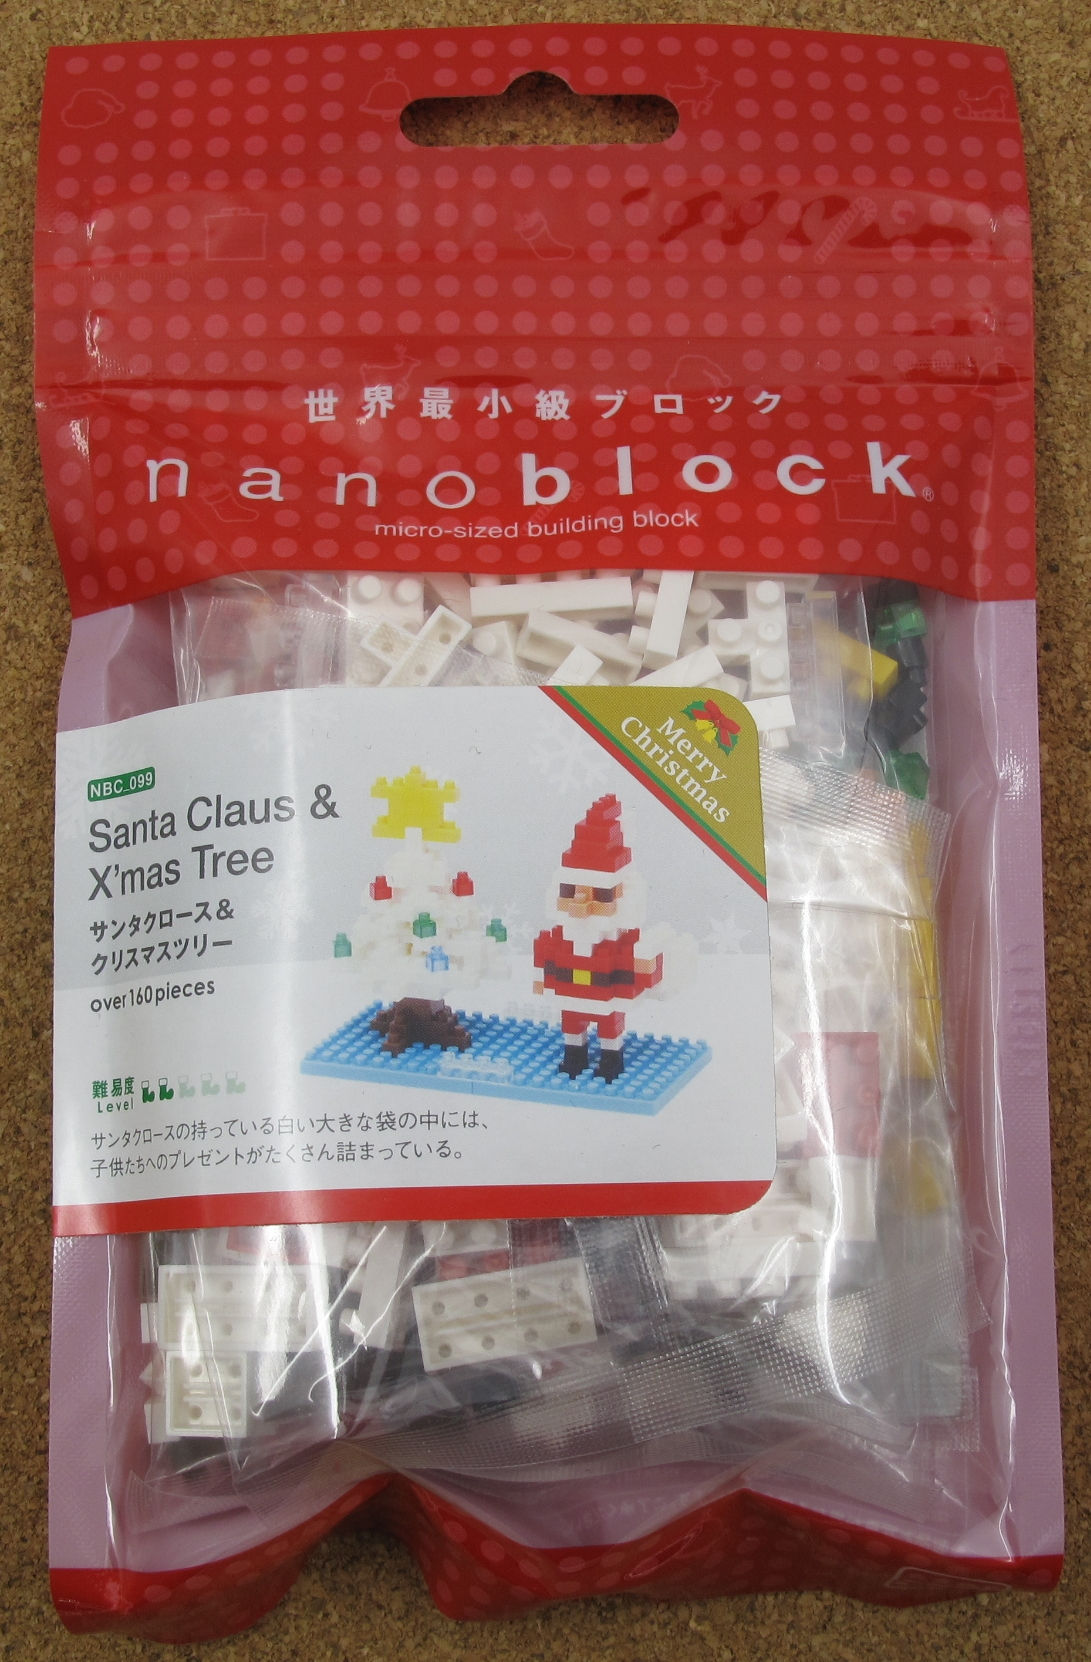 世界最小級ブロック
nanoblock®
micro-sized building block
Merry
Christmas
NBC_099
Santa Claus &
X'mas Tree
サンタクロース&
クリスマスツリー
over160pieces
難易度
Level
サンタクロースの持っている白い大きな袋の中には、
子供たちへのプレゼントがたくさん詰まっている。